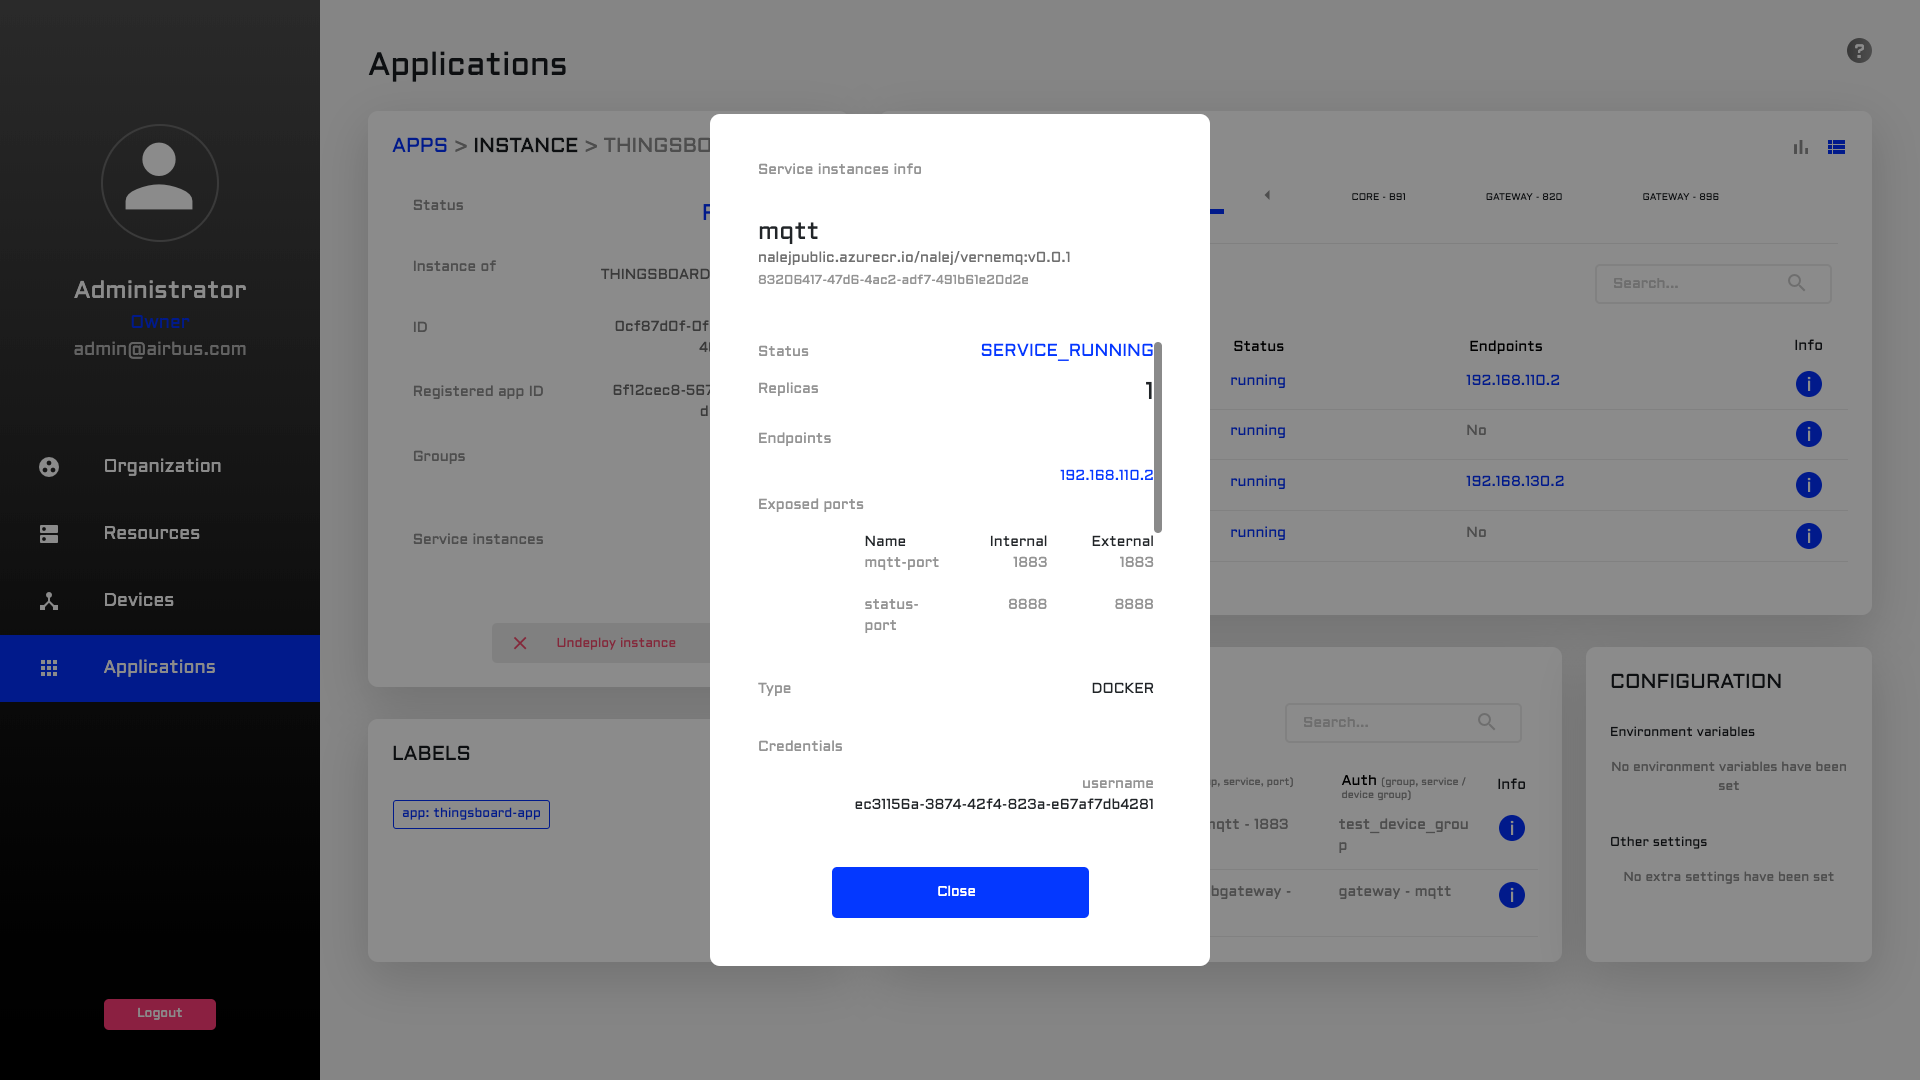 Administrator
Owner
admin@airbus.com
Organization
Resources
Devices
Applications
Logout
Applications
?
APPS > INSTANCE > THINGSBO
Status
Instance of
THINGSBOARD
ID
0cf87d0f-0f
Registered app ID
6f12cec8-567
d
Groups
Service instances
Undeploy instance
LABELS
app: thingsboard-app
Service instances info
mqtt
nalejpublic.azurecr.io/nalej/vernemq:v0.0.1
83206417-47d6-4ac2-adf7-491b61e20d2e
Status
SERVICE_RUNNING
Replicas
1
Endpoints
192.168.110.2
Exposed ports
Name Internal External
mqtt-port 1883 1883
status-
port
8888 8888
Type DOCKER
Credentials
username
ec31156a-3874-42f4-823a-e67af7db4281
Close
CORE - 891 GATEWAY - 820 GATEWAY - 896
Search...
Status Endpoints Info
running 192.168.110.2 i
running No i
running 192.168.130.2 i
running No i
Search...
p, service, port)
Auth (group, service /
device group)
Info
mqtt - 1883
test_device_grou
p
i
bgateway -
gateway - mqtt
i
CONFIGURATION
Environment variables
No environment variables have been
set
Other settings
No extra settings have been set